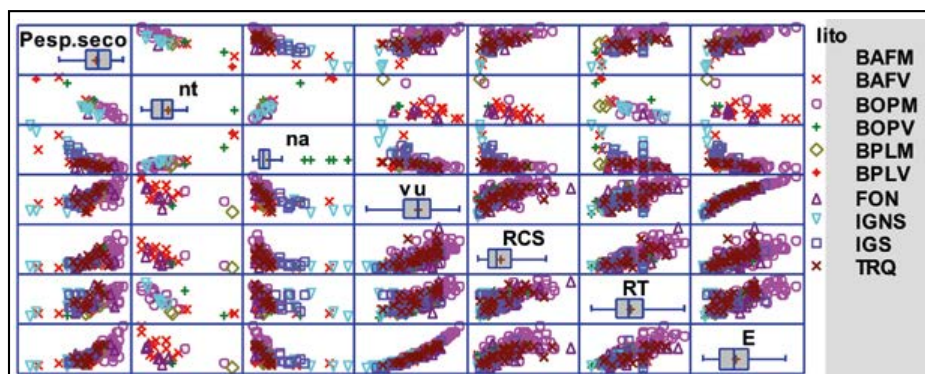 Pesp.seco
nt
na
vu
RCS
RT
E
lito
BAFM
BAFV
BOPM
BOPV
BPLM
BPLV
FON
IGNS
IGS
TRQ